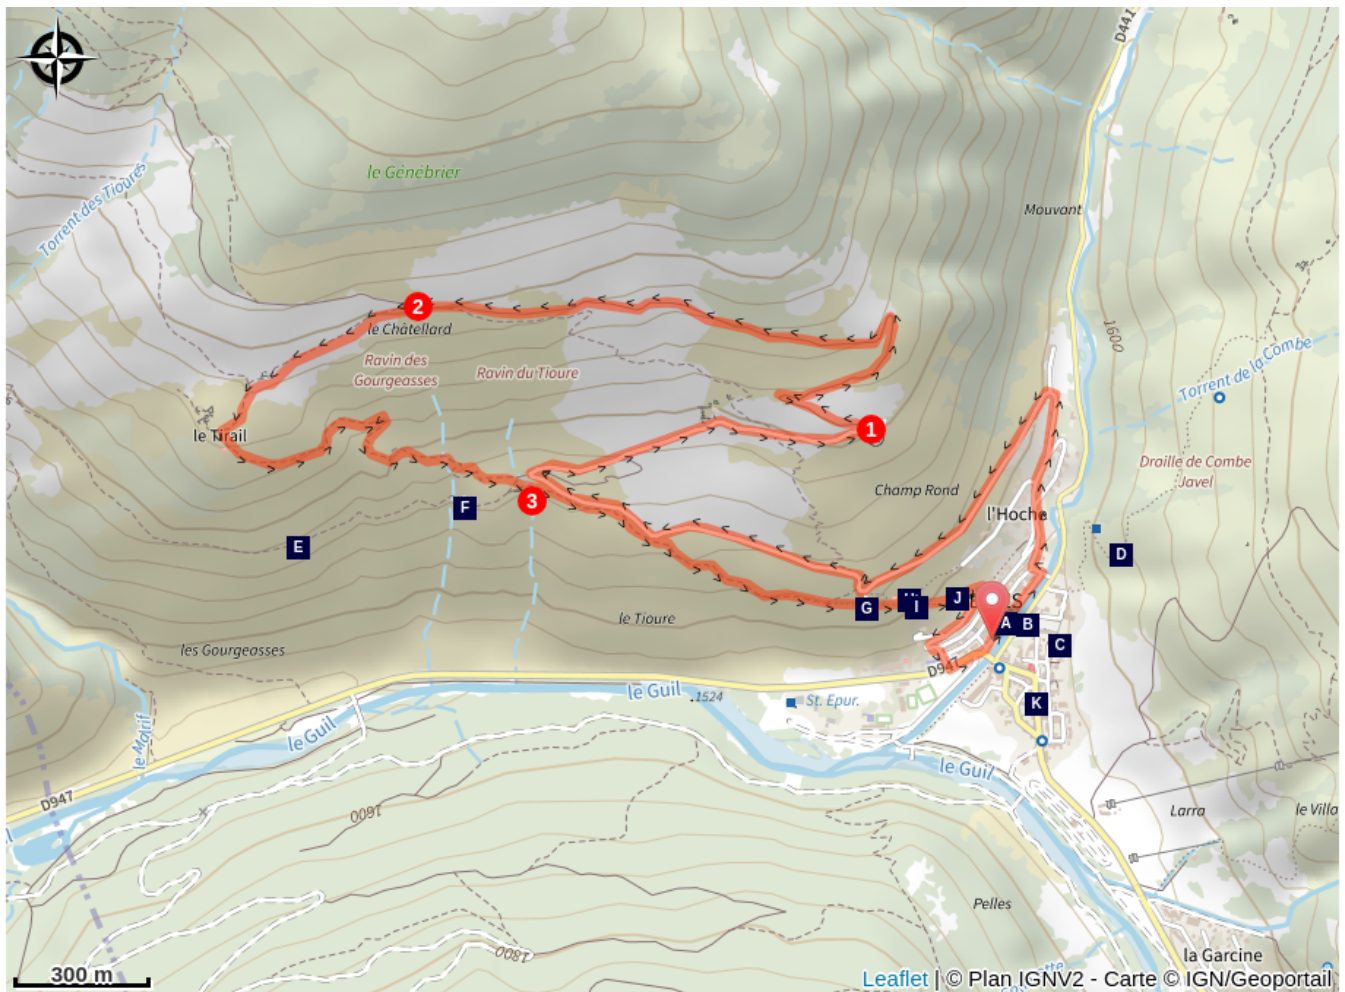 D441
le Génébrier
Torrent des Tioures
Mouvant
2
le Châtellard
1600
Ravin des
Gourgeasses
Ravin du Tioure
Torrent de la Combe
le Tirail
1
Draille de Combe
Javel
Champ Rond
3
F
l'Hoche
E
D
G
I
J
le Tioure
A
B
les Gourgeasses
C
D947
le Guil
1524
St. Epur.
K
le Guil
le Malrif
le Guil
D947
1600
Larra
le Villa
Pelles
1800
la Garcine
300 m
Leaflet | © Plan IGNV2 - Carte © IGN/Geoportail